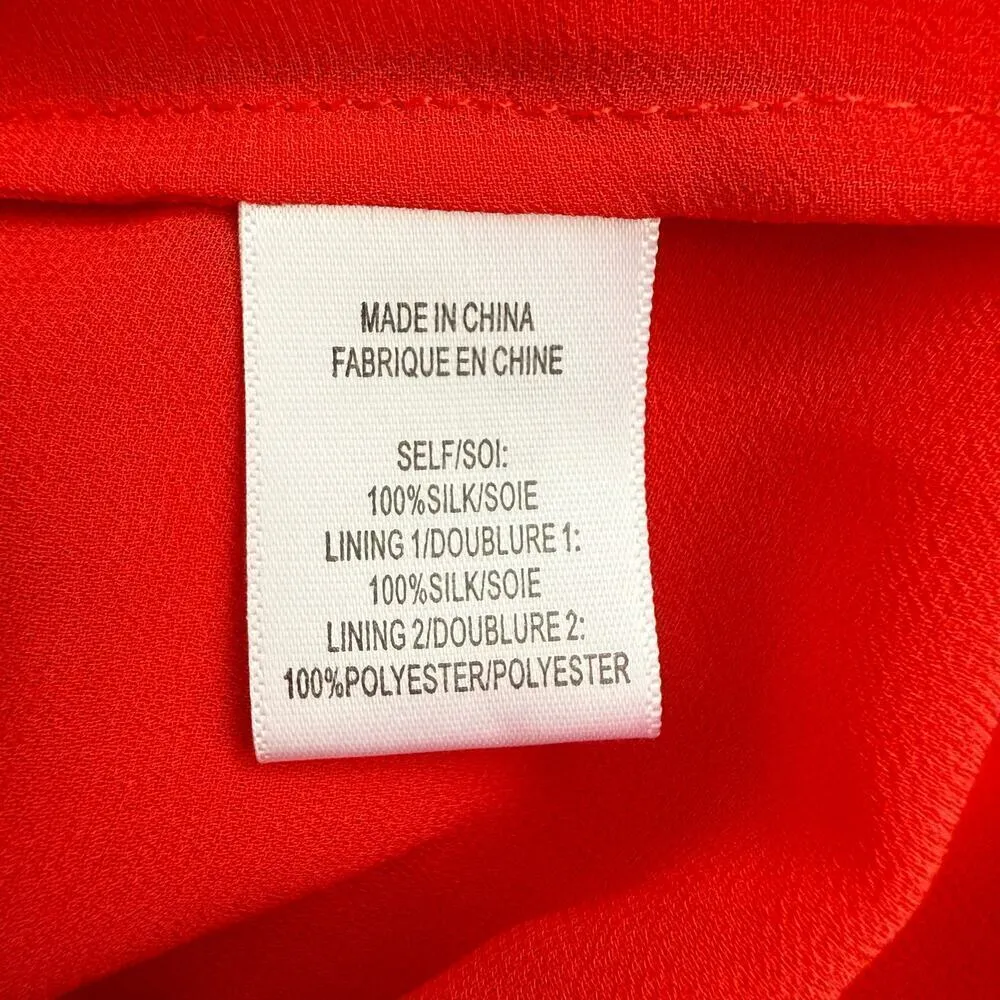 MADE IN CHINA
FABRIQUE EN CHINE
SELF/SOI:
100%SILK/SOIE
LINING 1/DOUBLURE 1:
100%SILK/SOIE
LINING 2/DOUBLURE 2:
100%POLYESTER/POLYESTER